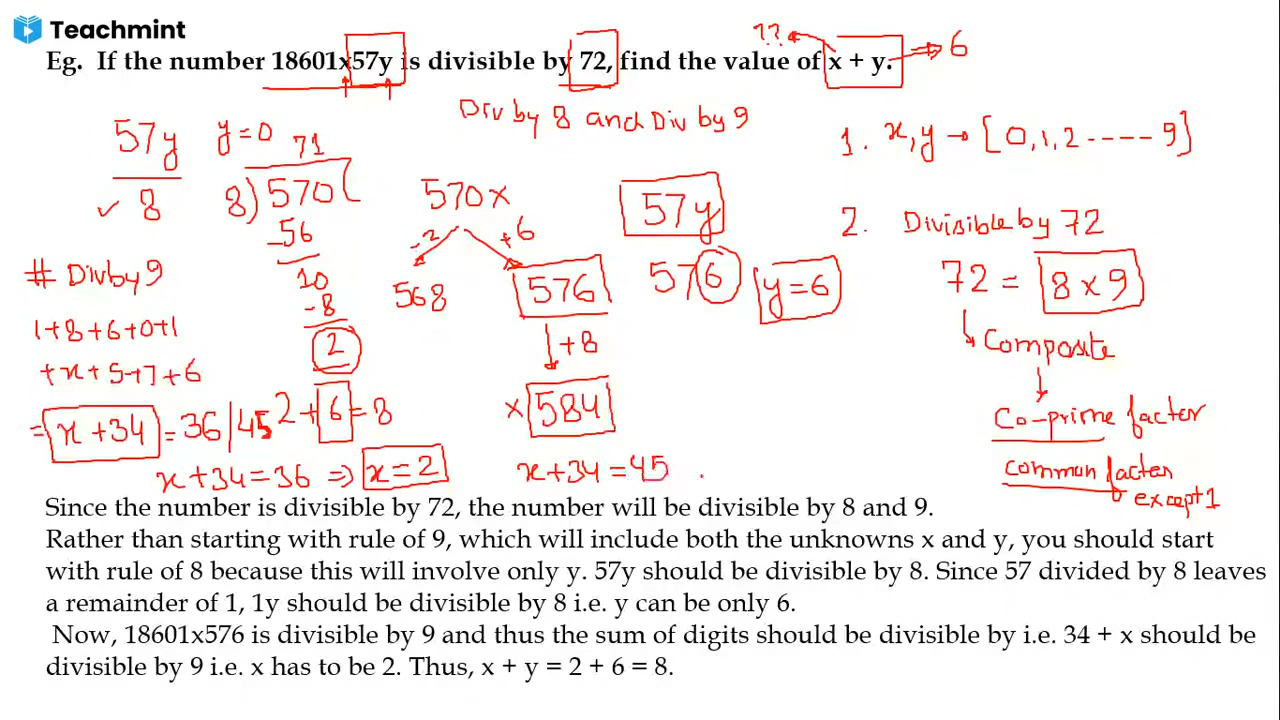 Teachmint
Eg. If the number 18601x57y is divisible by 72, find the value of x + y.
?? 6
Div by 8 and Div by 9
57y
8
y=0
71
8)570(
-56
10
-8
2
2+6=8
570x
-2 +6
568 576
+8
x 584
57y
576 y=6
1. x,y → [0,1,2-----9]
2. Divisible by 72
72 = 8×9
Composite
Co-prime factor
common factor
except 1
# Div by 9
1+8+6+0+1
+x+5+7+6
= x+34 = 36|45
x+34=36 ⇒ x=2
x+34=45
Since the number is divisible by 72, the number will be divisible by 8 and 9.
Rather than starting with rule of 9, which will include both the unknowns x and y, you should start
with rule of 8 because this will involve only y. 57y should be divisible by 8. Since 57 divided by 8 leaves
a remainder of 1, 1y should be divisible by 8 i.e. y can be only 6.
Now, 18601x576 is divisible by 9 and thus the sum of digits should be divisible by i.e. 34 + x should be
divisible by 9 i.e. x has to be 2. Thus, x + y = 2 + 6 = 8.